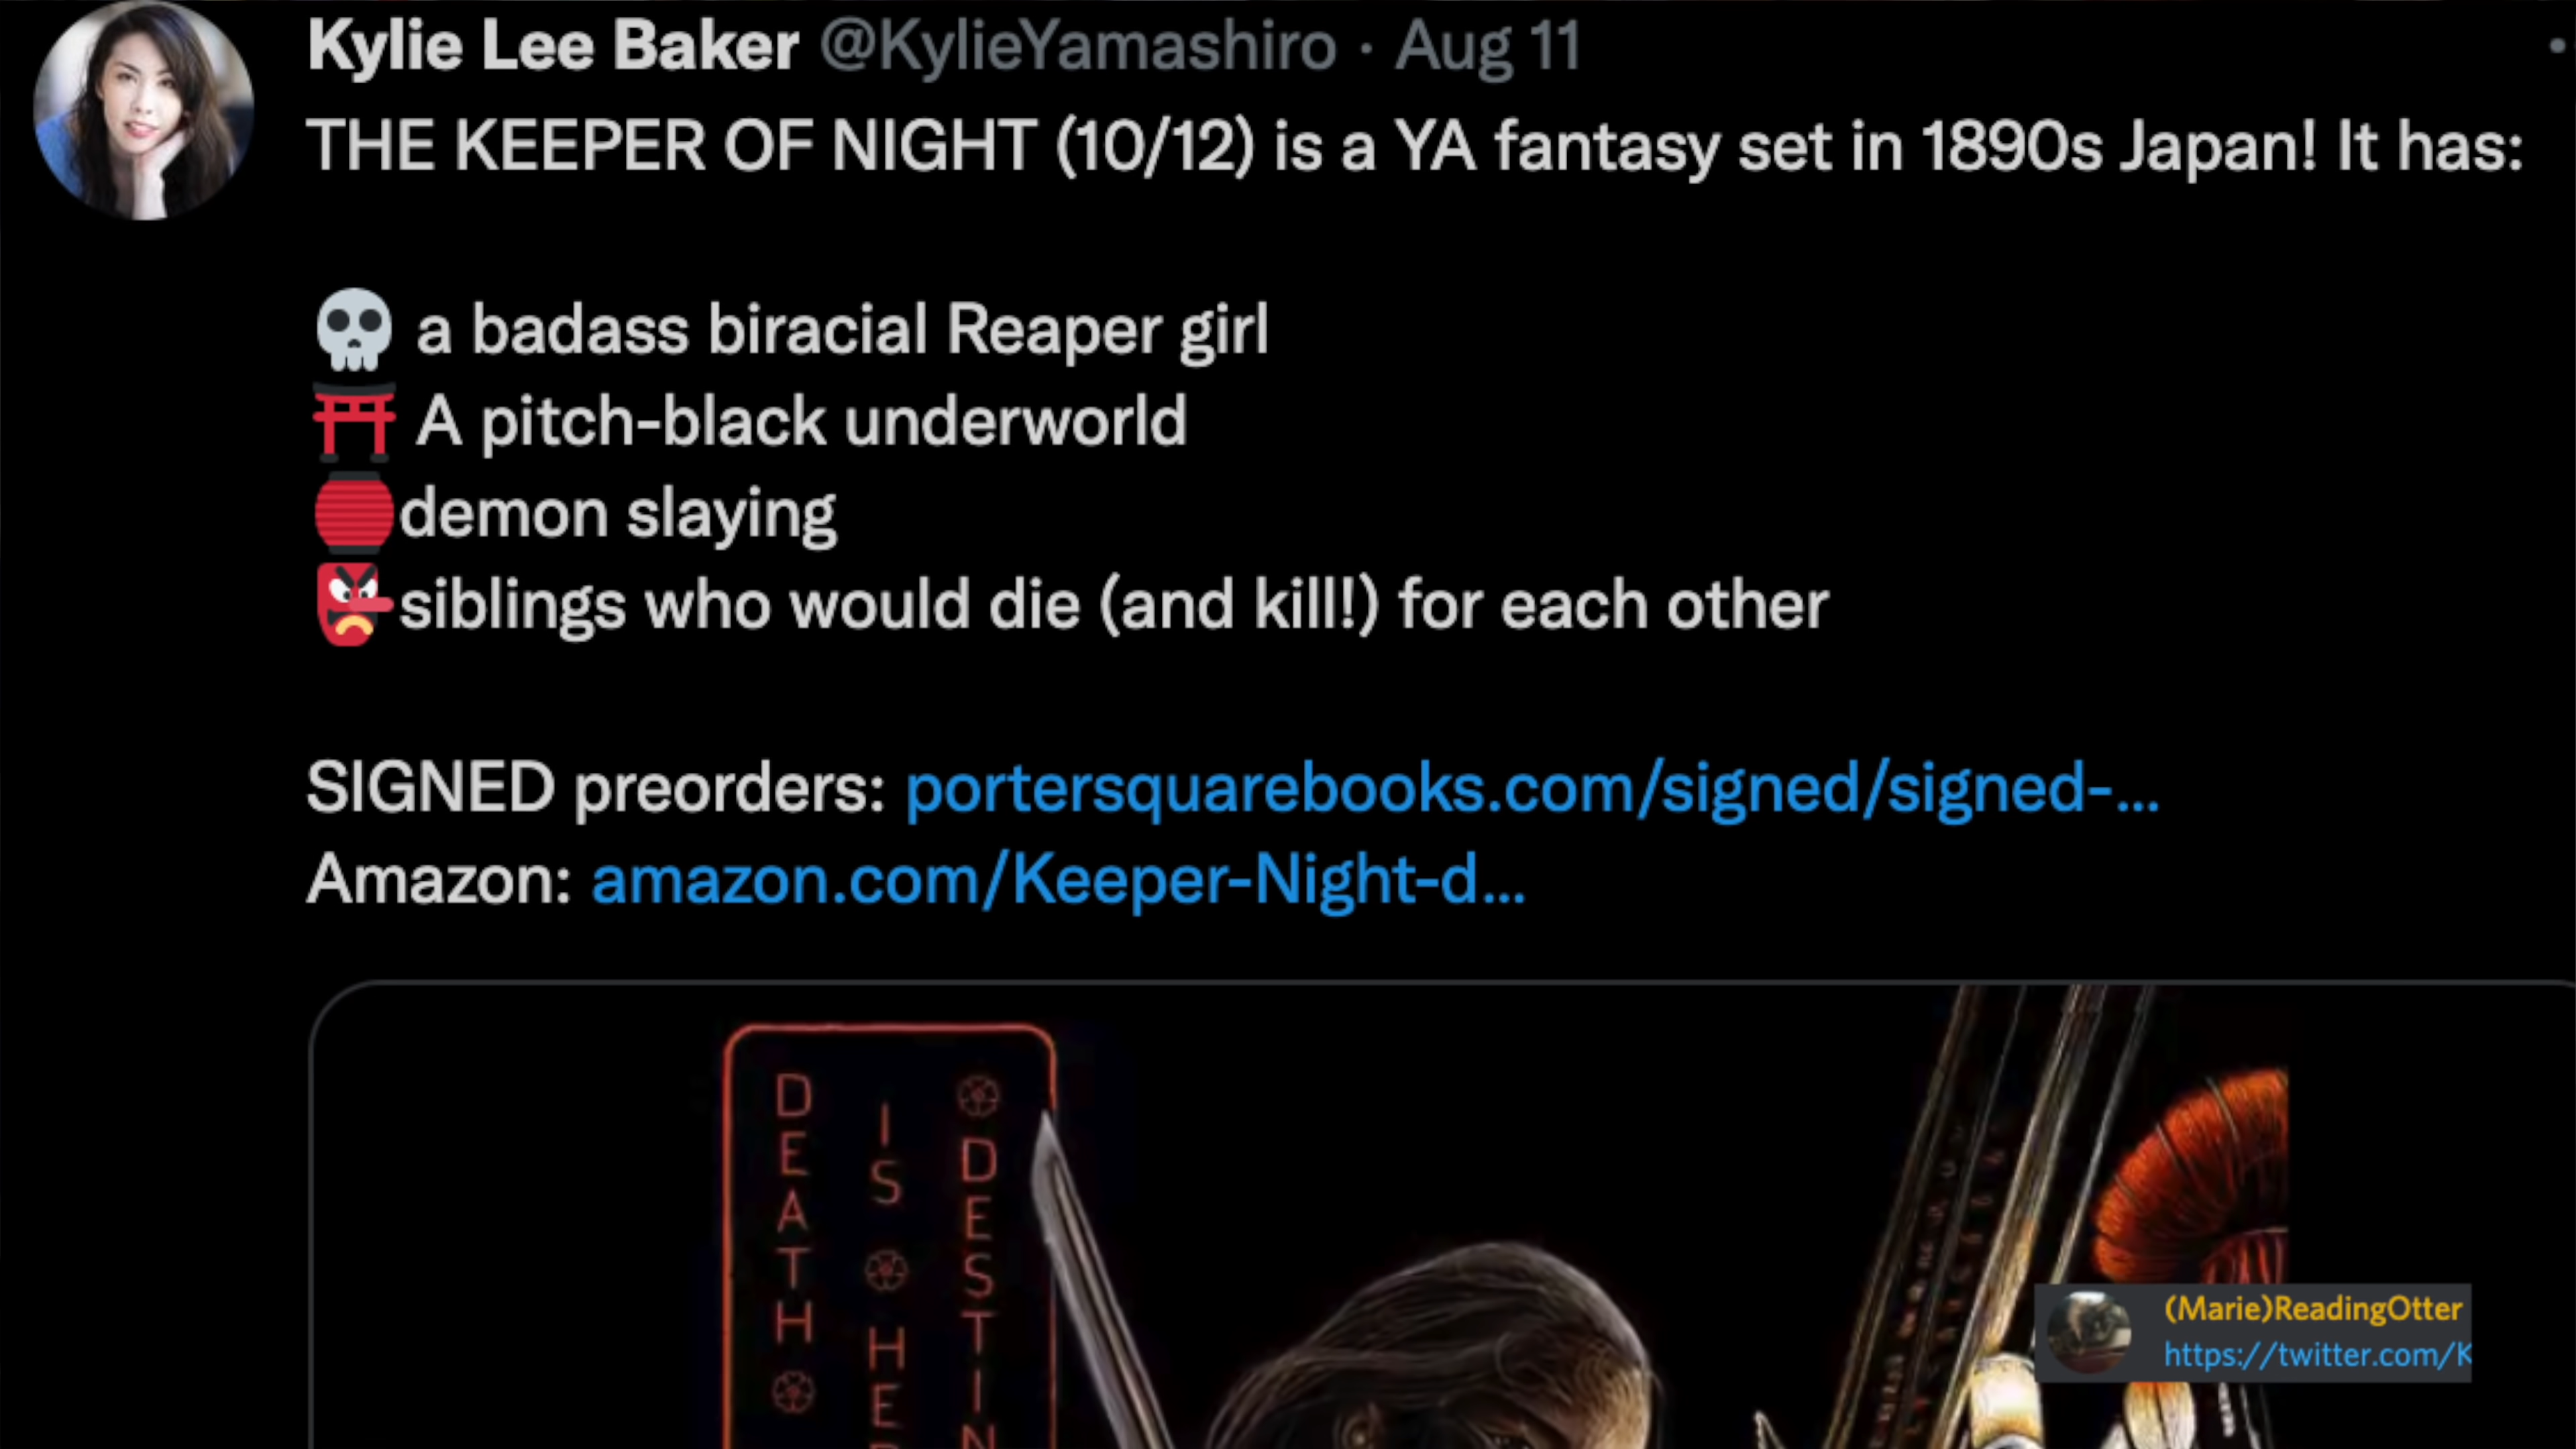 Kylie Lee Baker @KylieYamashiro · Aug 11
THE KEEPER OF NIGHT (10/12) is a YA fantasy set in 1890s Japan! It has:
💀 a badass biracial Reaper girl
⛩ A pitch-black underworld
🏮demon slaying
👺siblings who would die (and kill!) for each other
SIGNED preorders: portersquarebooks.com/signed/signed-...
Amazon: amazon.com/Keeper-Night-d...
DEATH
IS HE
DESTIN
(Marie)ReadingOtter
https://twitter.com/K